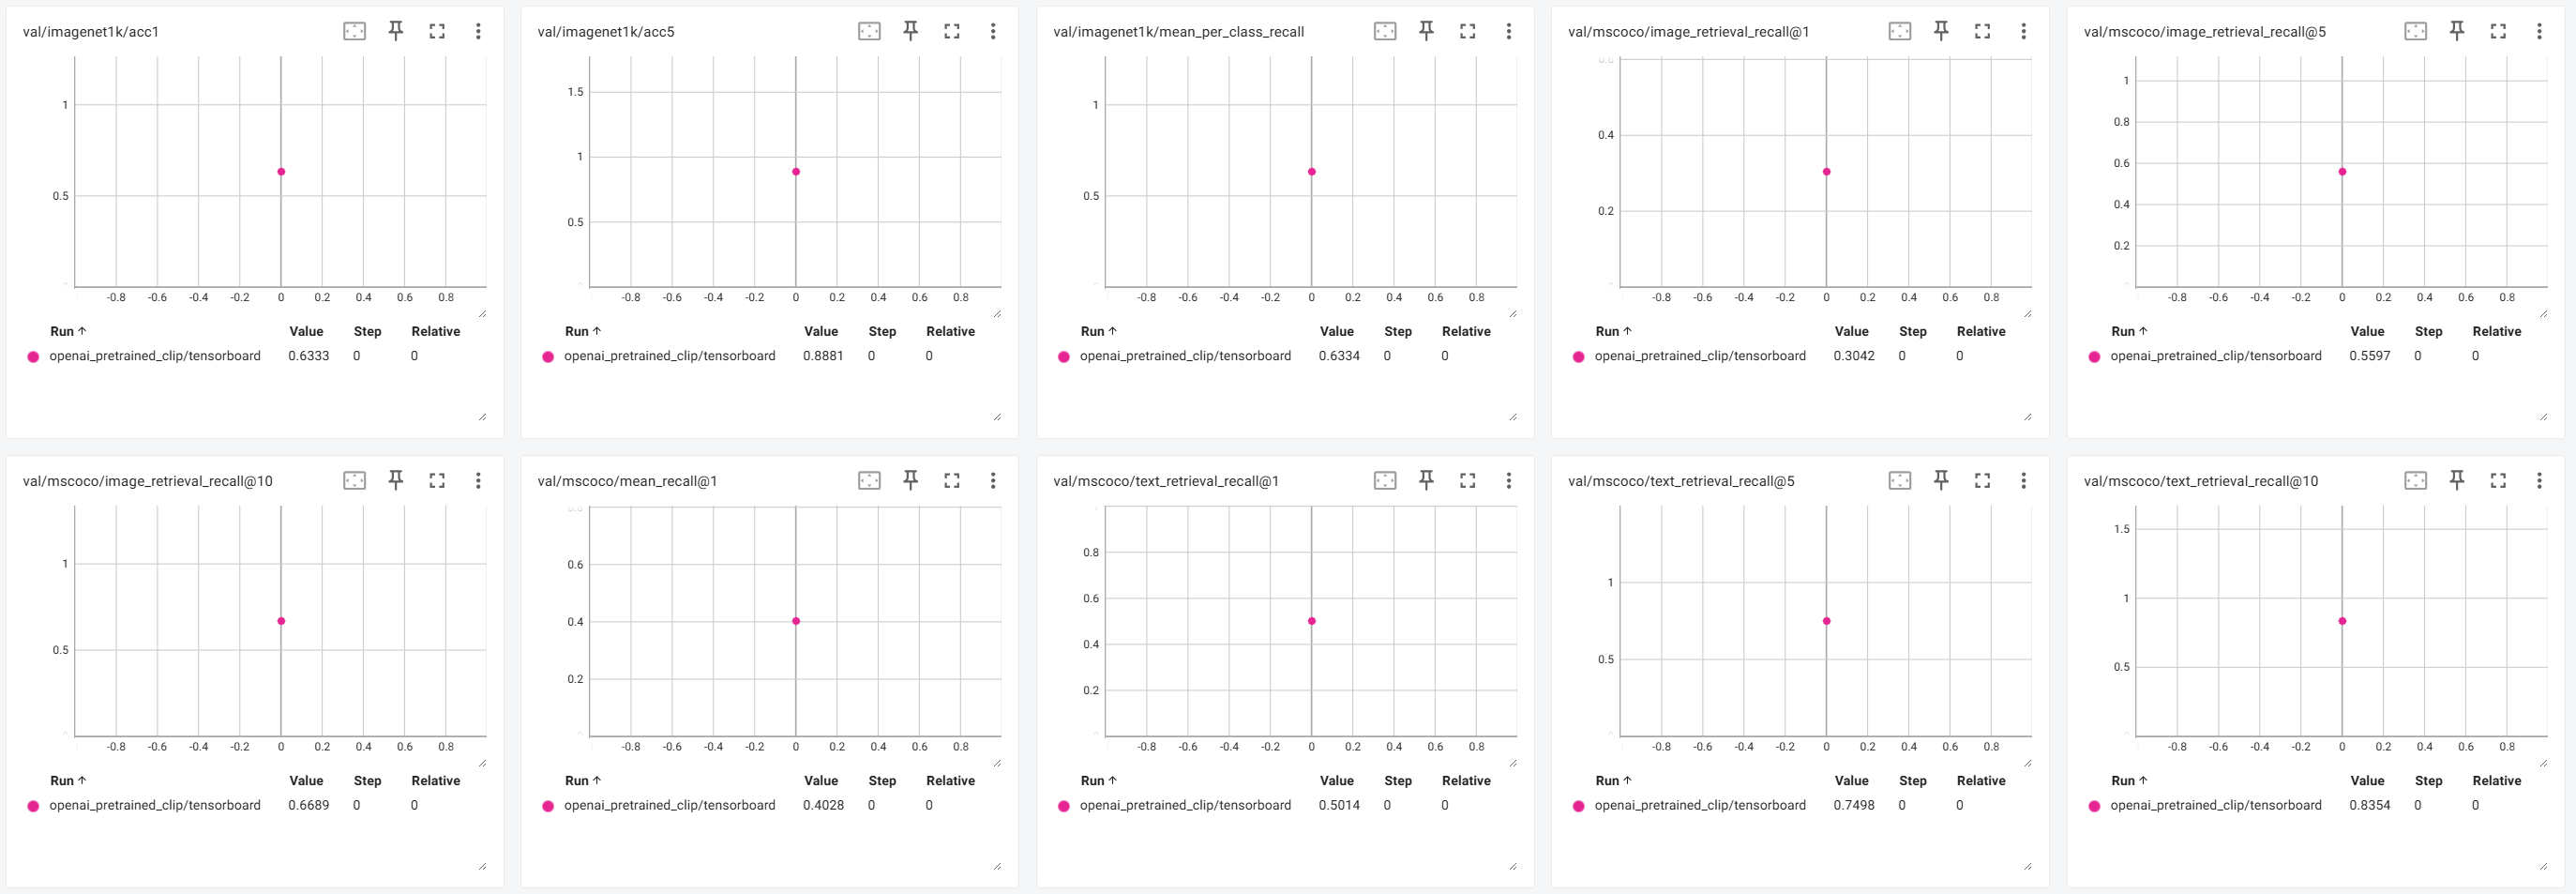 val/imagenet1k/acc1
1
0.5
-0.8 -0.6 -0.4 -0.2 0 0.2 0.4 0.6 0.8
Run ↑ Value Step Relative
openai_pretrained_clip/tensorboard 0.6333 0 0
val/imagenet1k/acc5
1.5
1
0.5
-0.8 -0.6 -0.4 -0.2 0 0.2 0.4 0.6 0.8
Run ↑ Value Step Relative
openai_pretrained_clip/tensorboard 0.8881 0 0
val/imagenet1k/mean_per_class_recall
1
0.5
-0.8 -0.6 -0.4 -0.2 0 0.2 0.4 0.6 0.8
Run ↑ Value Step Relative
openai_pretrained_clip/tensorboard 0.6334 0 0
val/mscoco/image_retrieval_recall@1
0.4
0.2
-0.8 -0.6 -0.4 -0.2 0 0.2 0.4 0.6 0.8
Run ↑ Value Step Relative
openai_pretrained_clip/tensorboard 0.3042 0 0
val/mscoco/image_retrieval_recall@5
1
0.8
0.6
0.4
0.2
-0.8 -0.6 -0.4 -0.2 0 0.2 0.4 0.6 0.8
Run ↑ Value Step Relative
openai_pretrained_clip/tensorboard 0.5597 0 0
val/mscoco/image_retrieval_recall@10
1
0.5
-0.8 -0.6 -0.4 -0.2 0 0.2 0.4 0.6 0.8
Run ↑ Value Step Relative
openai_pretrained_clip/tensorboard 0.6689 0 0
val/mscoco/mean_recall@1
0.6
0.4
0.2
-0.8 -0.6 -0.4 -0.2 0 0.2 0.4 0.6 0.8
Run ↑ Value Step Relative
openai_pretrained_clip/tensorboard 0.4028 0 0
val/mscoco/text_retrieval_recall@1
0.8
0.6
0.4
0.2
-0.8 -0.6 -0.4 -0.2 0 0.2 0.4 0.6 0.8
Run ↑ Value Step Relative
openai_pretrained_clip/tensorboard 0.5014 0 0
val/mscoco/text_retrieval_recall@5
1
0.5
-0.8 -0.6 -0.4 -0.2 0 0.2 0.4 0.6 0.8
Run ↑ Value Step Relative
openai_pretrained_clip/tensorboard 0.7498 0 0
val/mscoco/text_retrieval_recall@10
1.5
1
0.5
-0.8 -0.6 -0.4 -0.2 0 0.2 0.4 0.6 0.8
Run ↑ Value Step Relative
openai_pretrained_clip/tensorboard 0.8354 0 0